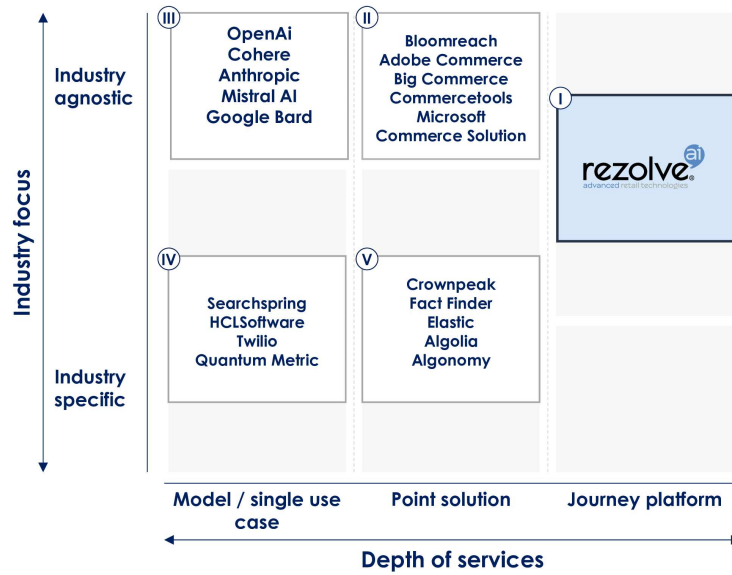 III
OpenAi
Cohere
Anthropic
Mistral AI
Google Bard
II
Bloomreach
Adobe Commerce
Big Commerce
Commercetools
Microsoft
Commerce Solution
I
rezolve ai
advanced retail technologies
IV
Searchspring
HCLSoftware
Twilio
Quantum Metric
V
Crownpeak
Fact Finder
Elastic
Algolia
Algonomy
Industry focus
Industry
agnostic
Industry
specific
Model / single use
case
Point solution
Journey platform
Depth of services